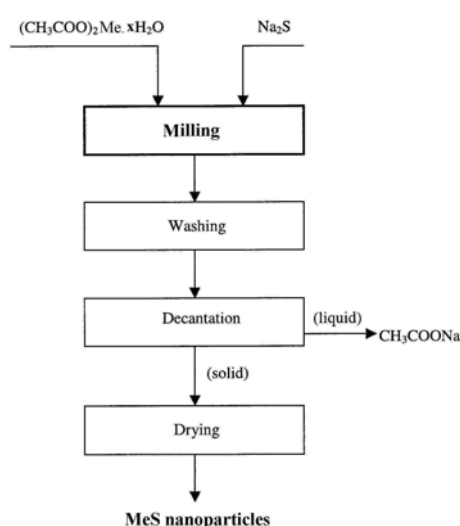 (CH₃COO)₂Me. xH₂O Na₂S
Milling
Washing
Decantation
(liquid)
CH₃COONa
(solid)
Drying
MeS nanoparticles